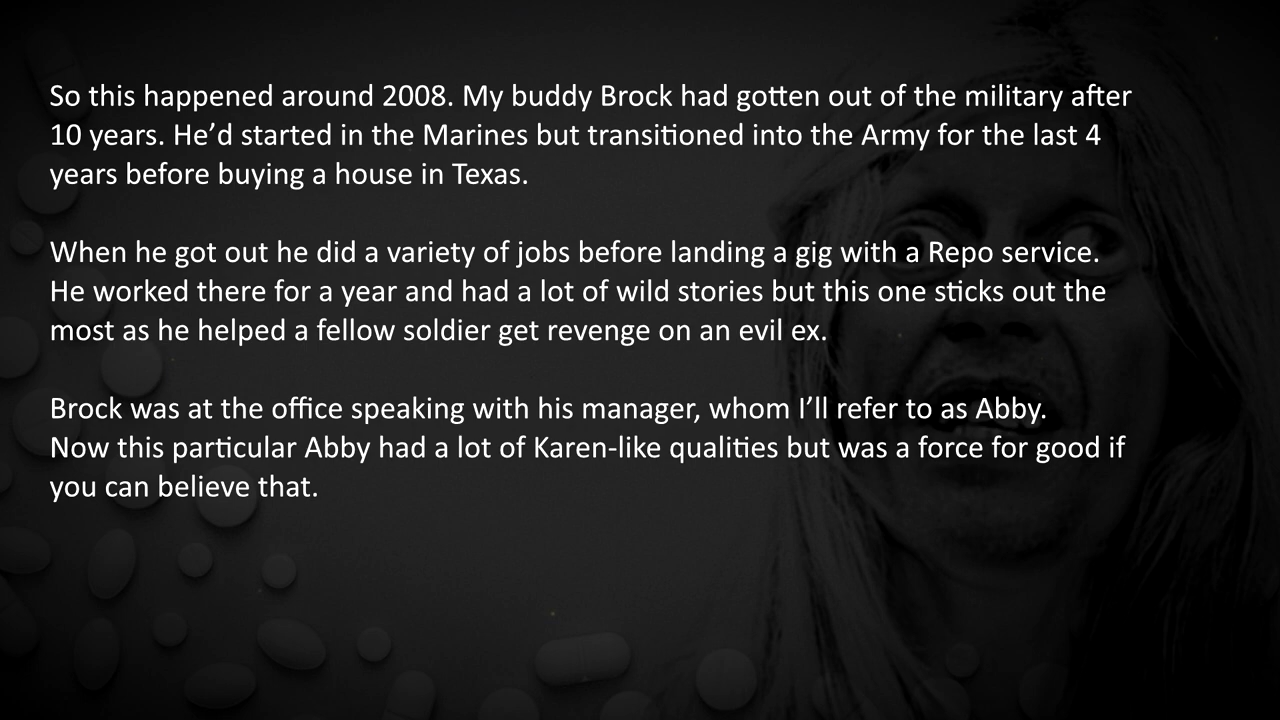 So this happened around 2008. My buddy Brock had gotten out of the military after
10 years. He’d started in the Marines but transitioned into the Army for the last 4
years before buying a house in Texas.
When he got out he did a variety of jobs before landing a gig with a Repo service.
He worked there for a year and had a lot of wild stories but this one sticks out the
most as he helped a fellow soldier get revenge on an evil ex.
Brock was at the office speaking with his manager, whom I’ll refer to as Abby.
Now this particular Abby had a lot of Karen-like qualities but was a force for good if
you can believe that.